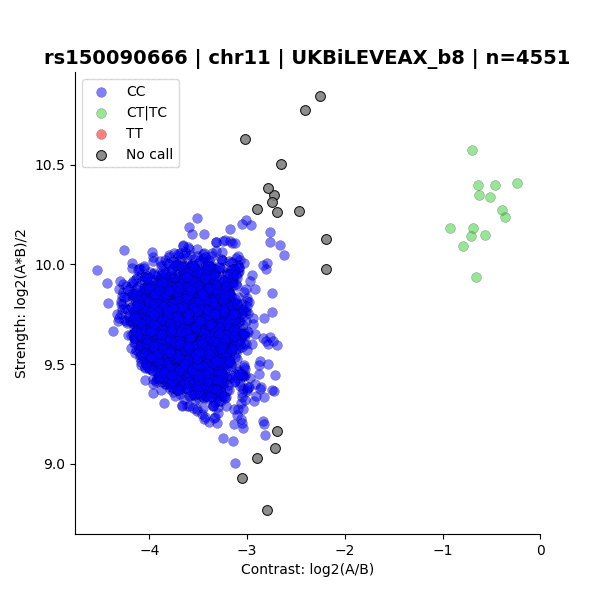 rs150090666 | chr11 | UKBiLEVEAX_b8 | n=4551
CC
CT|TC
TT
No call
10.5
10.0
9.5
9.0
Strength: log2(A*B)/2
−4
−3
−2
−1
0
Contrast: log2(A/B)